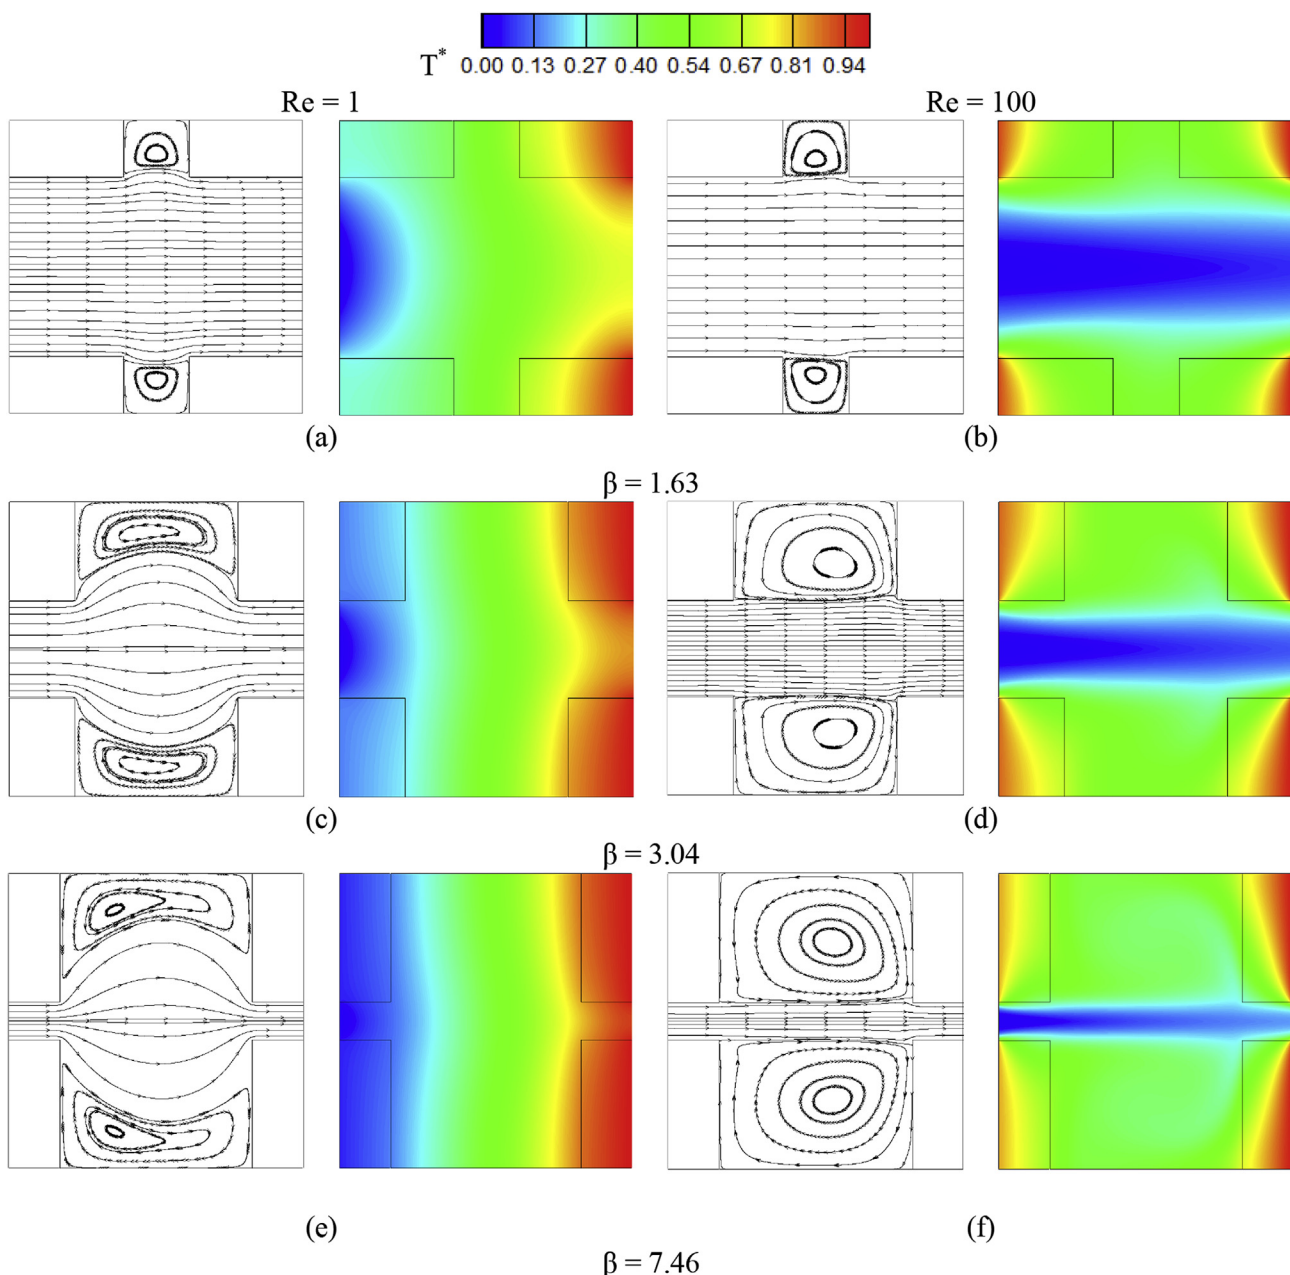 T* 0.00 0.13 0.27 0.40 0.54 0.67 0.81 0.94
Re = 1
Re = 100
(a)
(b)
β = 1.63
(c)
(d)
β = 3.04
(e)
(f)
β = 7.46